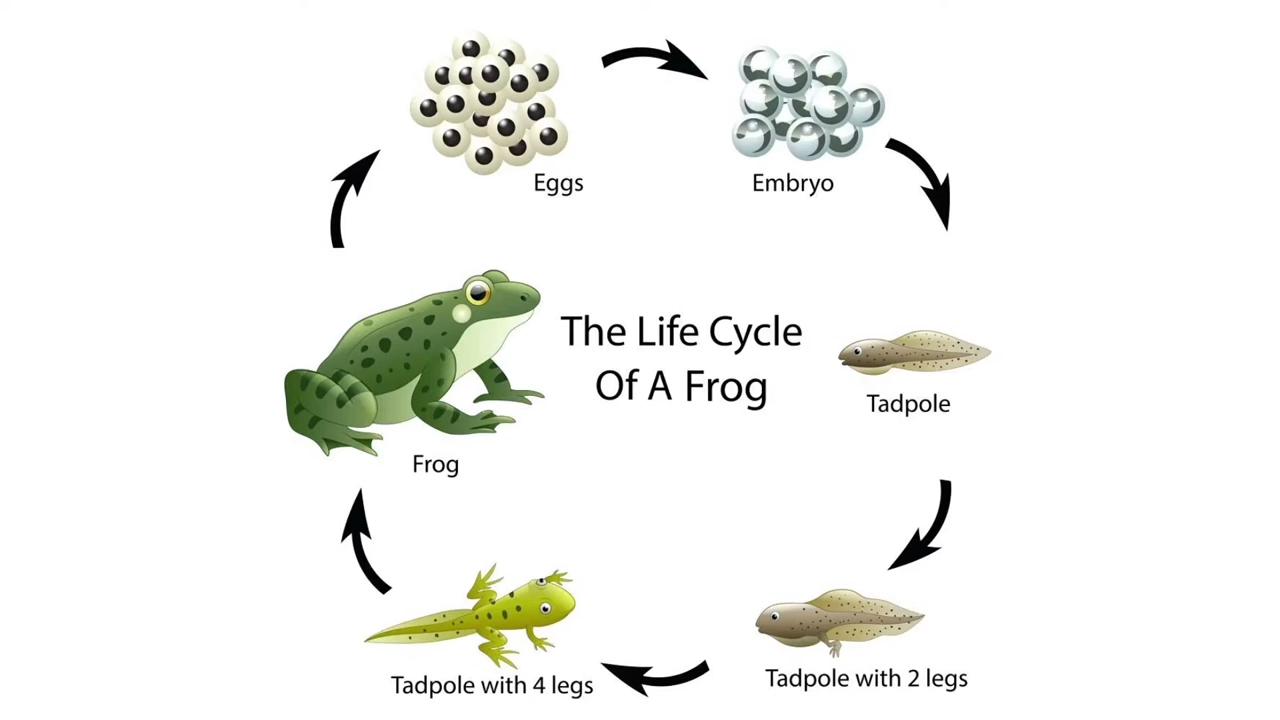 Eggs
Embryo
The Life Cycle
Of A Frog
Tadpole
Frog
Tadpole with 4 legs
Tadpole with 2 legs